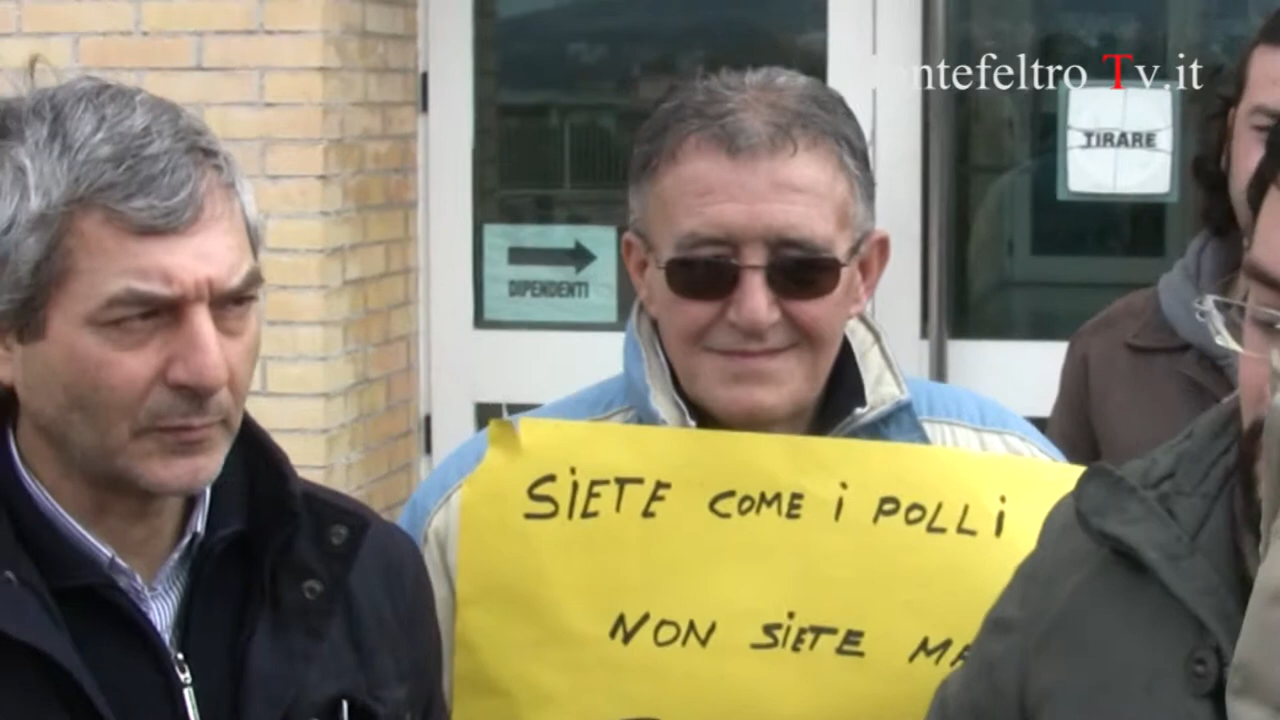 ntefeltro Tv.it
TIRARE
DIPENDENTI
SiETE COME i POLLi
NON SiETE